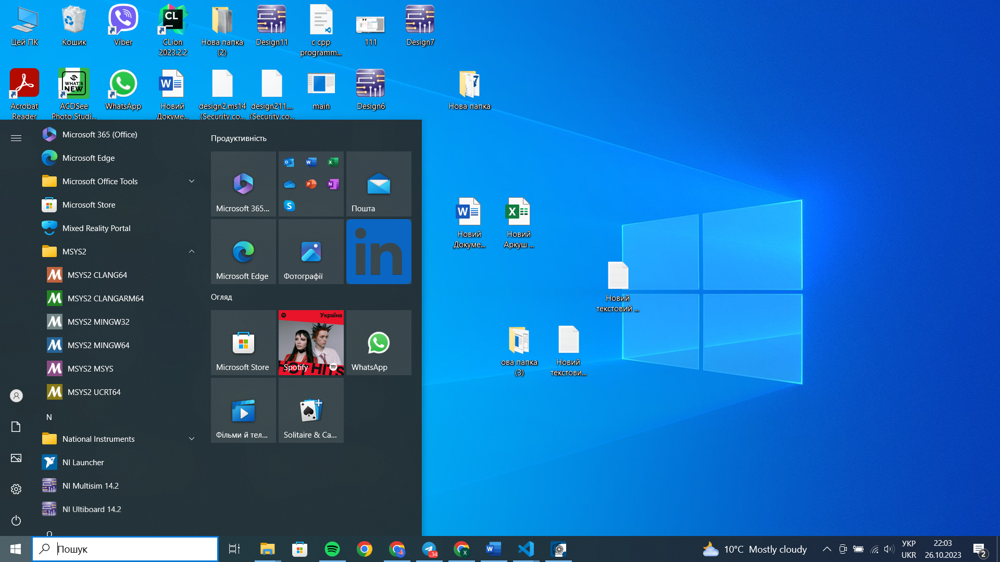 Цей ПК
Кошик
Viber
CLion
2023.2.2
Нова папка
(2)
Design11
c cpp
programm...
111
Design7
Acrobat
Reader
WHAT'S
NEW
ACDSee
Photo Studi...
WhatsApp
Новий
Докуме...
design2.ms14
(Security co...
design211....
(Security co...
main
Design6
Нова папка
Microsoft 365 (Office)
Microsoft Edge
Microsoft Office Tools
Microsoft Store
Mixed Reality Portal
MSYS2
MSYS2 CLANG64
MSYS2 CLANGARM64
MSYS2 MINGW32
MSYS2 MINGW64
MSYS2 MSYS
MSYS2 UCRT64
N
National Instruments
NI Launcher
NI Multisim 14.2
NI Ultiboard 14.2
O
Продуктивність
Microsoft 365...
Пошта
Microsoft Edge
Фотографії
in
Огляд
Microsoft Store
Україна
HOT HITS
Spotify
WhatsApp
Фільми й тел...
Solitaire & Ca...
Новий
Докуме...
Новий
Аркуш ...
Новий
текстовий ...
ова папка
(3)
Новий
текстови...
Пошук
..34
10°C Mostly cloudy
УКР
UKR
22:03
26.10.2023
2